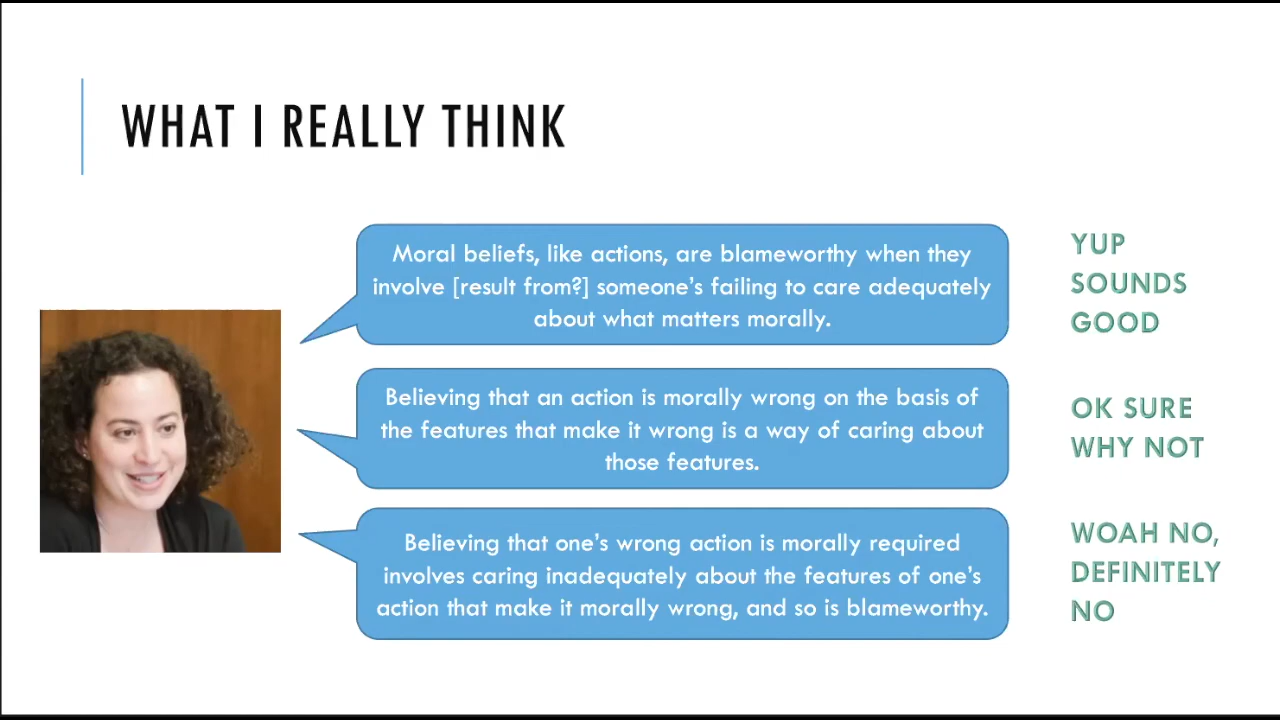 WHAT I REALLY THINK
Moral beliefs, like actions, are blameworthy when they
involve [result from?] someone's failing to care adequately
about what matters morally.
YUP
SOUNDS
GOOD
Believing that an action is morally wrong on the basis of
the features that make it wrong is a way of caring about
those features.
OK SURE
WHY NOT
Believing that one's wrong action is morally required
involves caring inadequately about the features of one's
action that make it morally wrong, and so is blameworthy.
WOAH NO,
DEFINITELY
NO